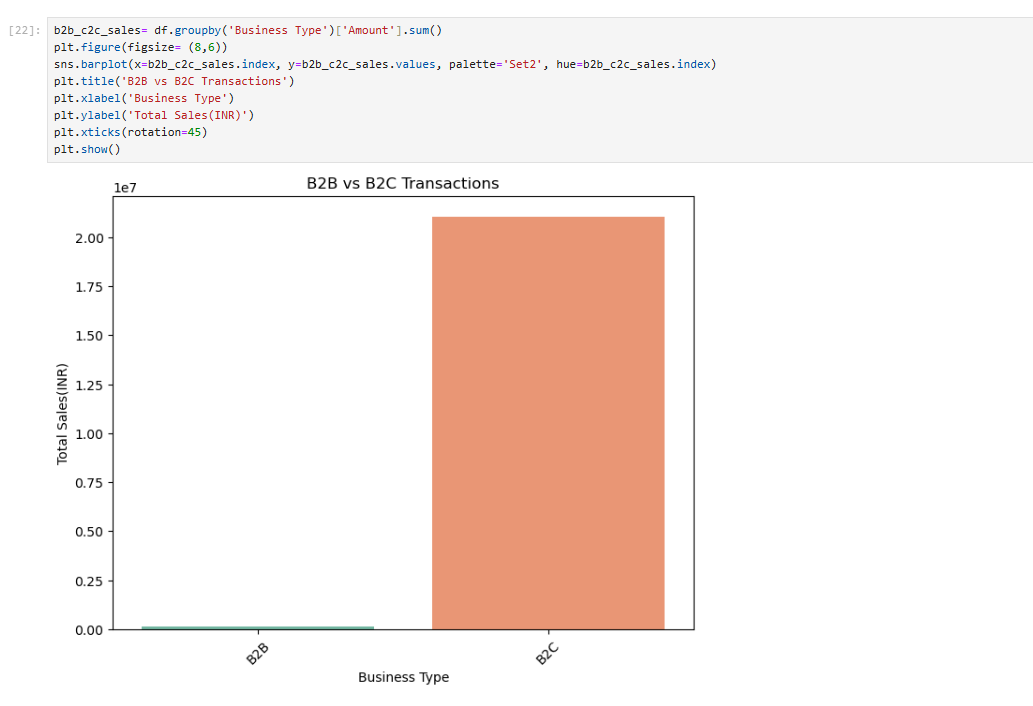 [22]: b2b_c2c_sales= df.groupby('Business Type')['Amount'].sum()
plt.figure(figsize= (8,6))
sns.barplot(x=b2b_c2c_sales.index, y=b2b_c2c_sales.values, palette='Set2', hue=b2b_c2c_sales.index)
plt.title('B2B vs B2C Transactions')
plt.xlabel('Business Type')
plt.ylabel('Total Sales(INR)')
plt.xticks(rotation=45)
plt.show()
B2B vs B2C Transactions
1e7
2.00
1.75
1.50
1.25
1.00
0.75
0.50
0.25
0.00
Total Sales(INR)
B2B
B2C
Business Type